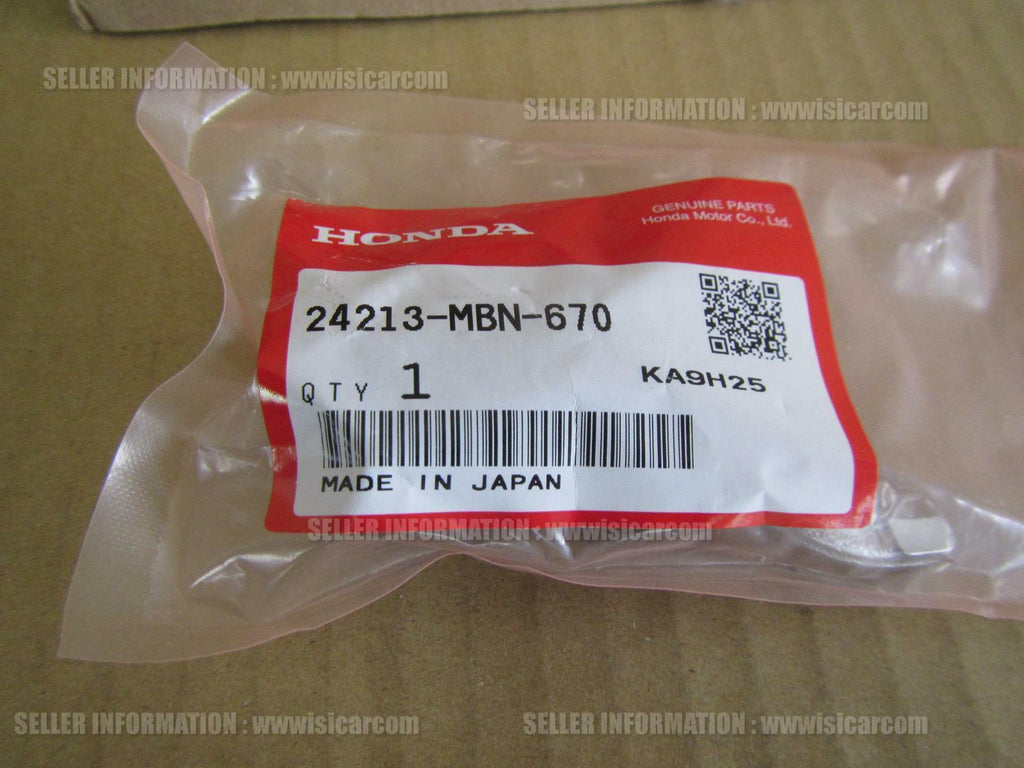 SELLER INFORMATION : wwwisicarcom
SELLER INFORMATION : wwwisicarcom
GENUINE PARTS
Honda Motor Co., Ltd.
HONDA
24213-MBN-670
KA9H25
QTY 1
MADE IN JAPAN
SELLER INFORMATION : wwwisicarcom
SELLER INFORMATION : wwwisicarcom
SELLER INFORMATION : wwwisicarcom